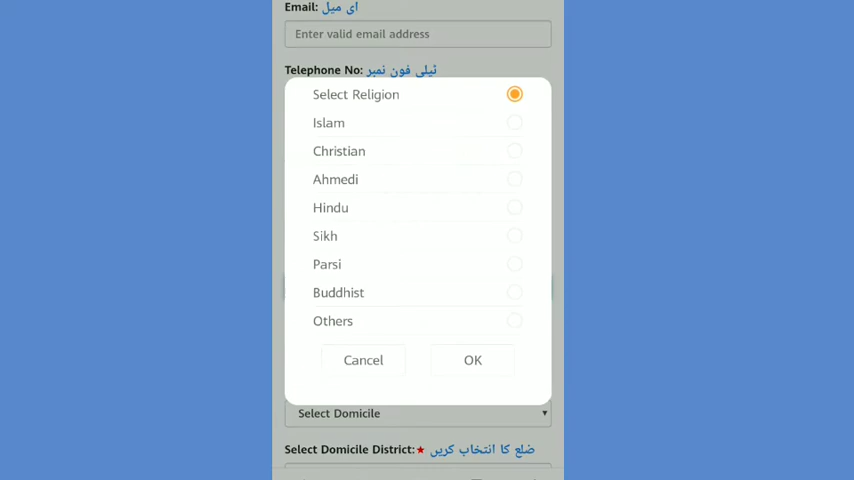 Email: ای میل
Enter valid email address
Telephone No: ٹیلی فون نمبر
Select Religion
Islam
Christian
Ahmedi
Hindu
Sikh
Parsi
Buddhist
Others
Cancel OK
Select Domicile
Select Domicile District:★ ضلع کا انتخاب کریں